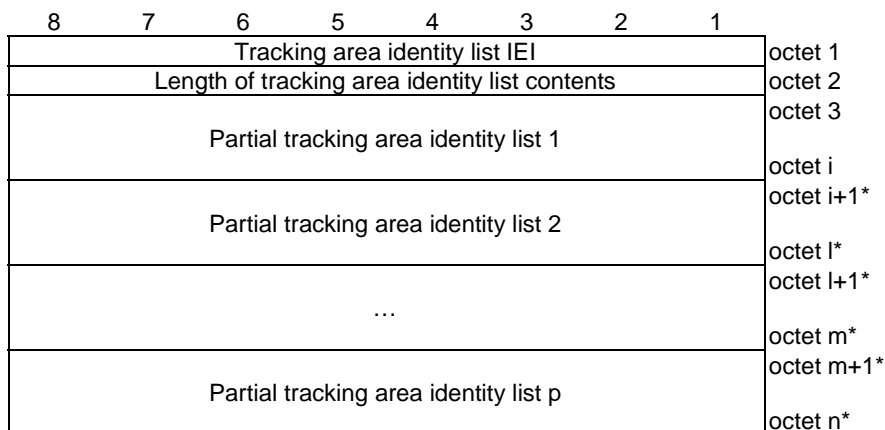 8 7 6 5 4 3 2 1
Tracking area identity list IEI octet 1
Length of tracking area identity list contents octet 2
octet 3
Partial tracking area identity list 1
octet i
octet i+1*
Partial tracking area identity list 2
octet l*
octet l+1*
…
octet m*
octet m+1*
Partial tracking area identity list p
octet n*